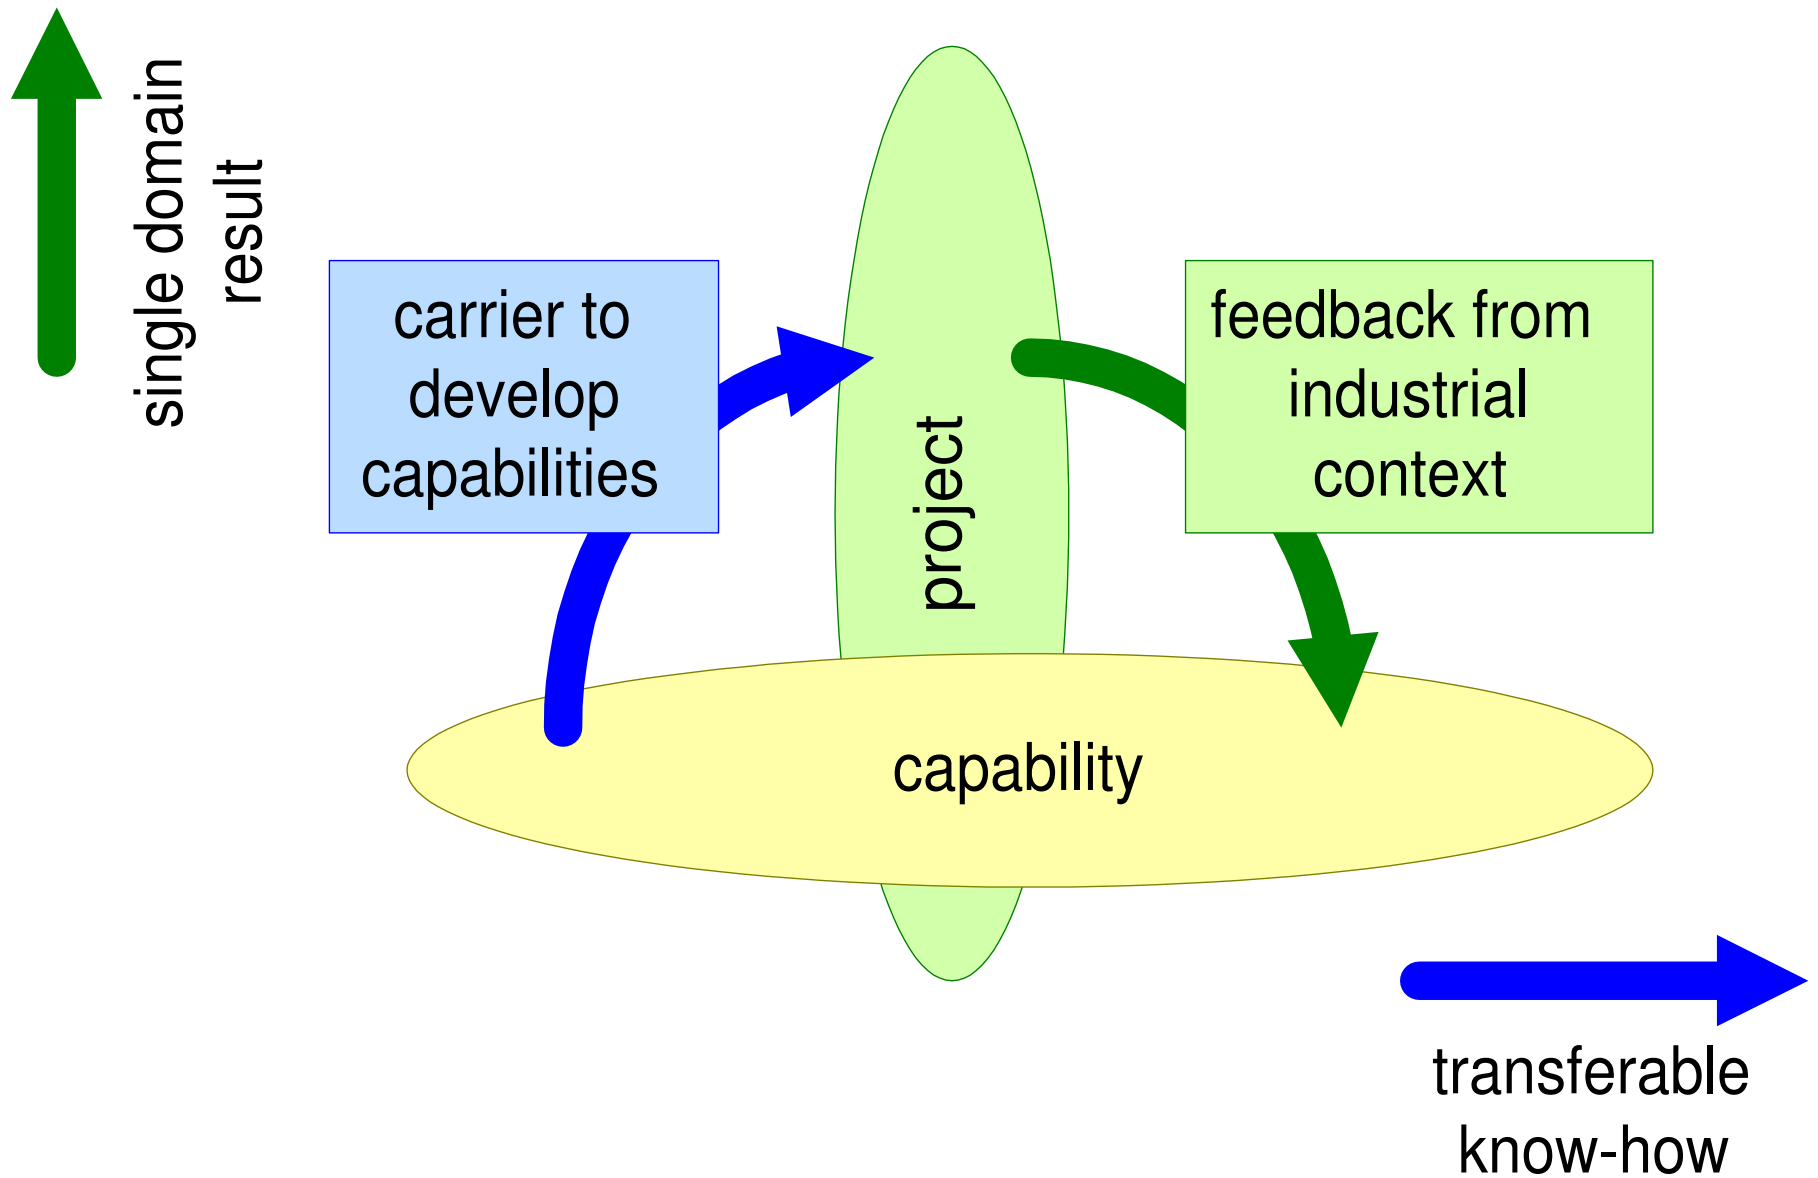 single domain
result
carrier to
develop
capabilities
project
feedback from
industrial
context
capability
transferable
know-how